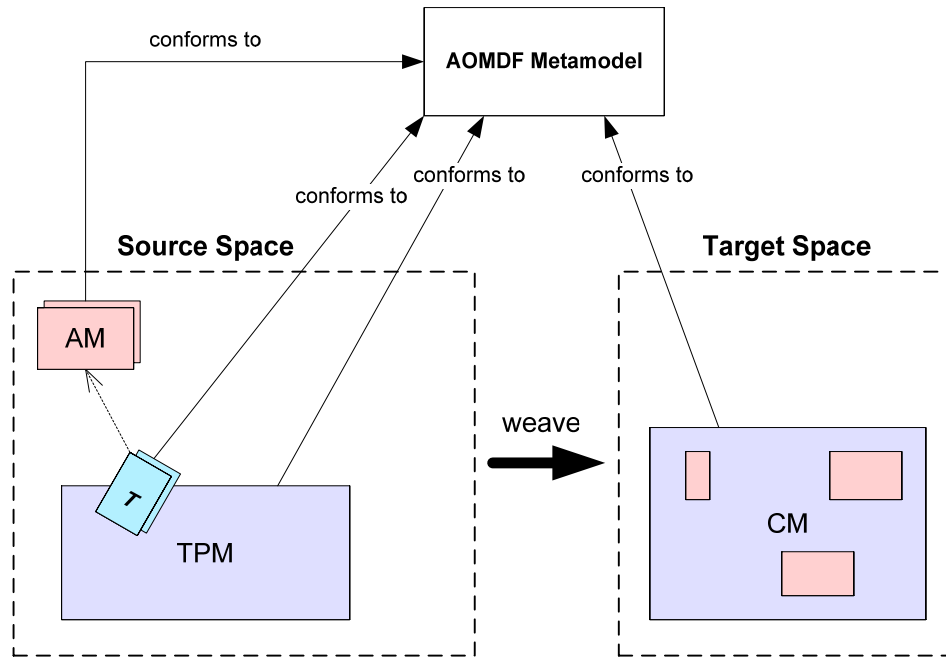 conforms to
AOMDF Metamodel
conforms to
conforms to
conforms to
Source Space
Target Space
AM
weave
T
TPM
CM